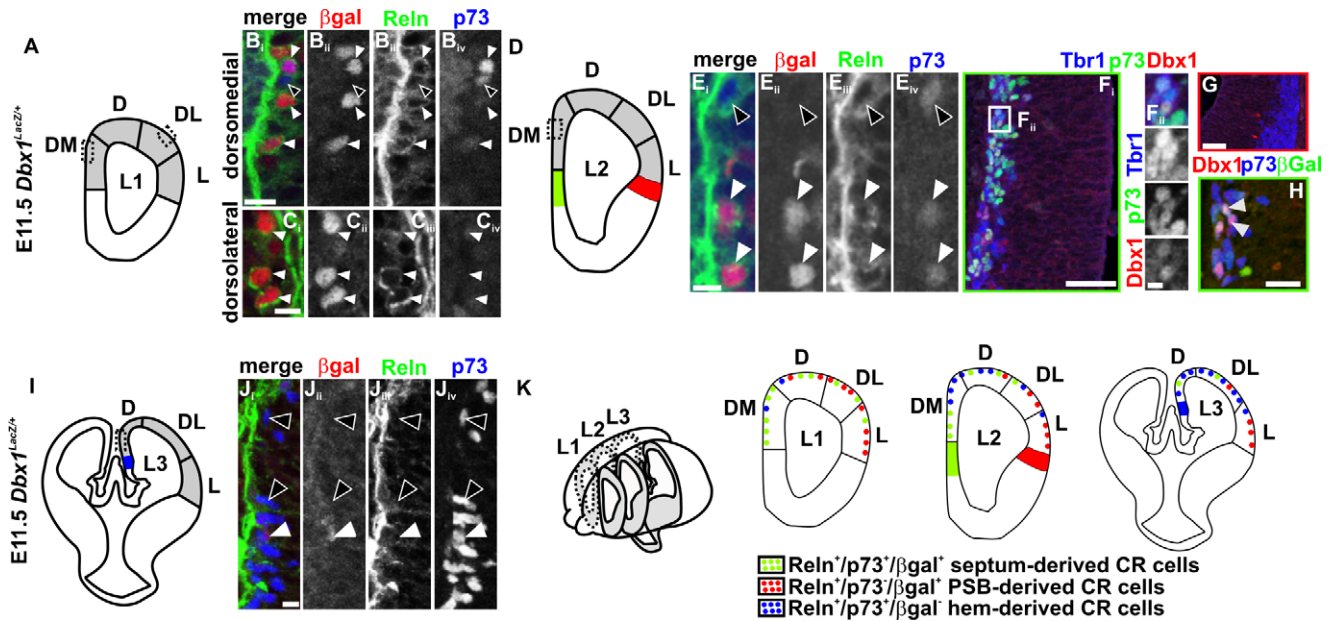 A
E11.5 Dbx1LacZ/+
D
DM
DL
L
L1
merge βgal Reln p73
dorsomedial
Bi Bii Biii Biv
dorsolateral
Ci Cii Ciii Civ
D
D
DM
DL
L
L2
merge βgal Reln p73
Ei Eii Eiii Eiv
Tbr1 p73 Dbx1
Fi
Fii
Fii
Tbr1
p73
Dbx1
G
Dbx1 p73 βGal
H
I
E11.5 Dbx1LacZ/+
D
DL
L
L3
merge βgal Reln p73
Ji Jii Jiii Jiv
K
L1 L2 L3
D
DM
DL
L
L1
D
DL
L
L2
D
DL
L
L3
Reln+/p73+/βgal+ septum-derived CR cells
Reln+/p73-/βgal+ PSB-derived CR cells
Reln+/p73+/βgal- hem-derived CR cells